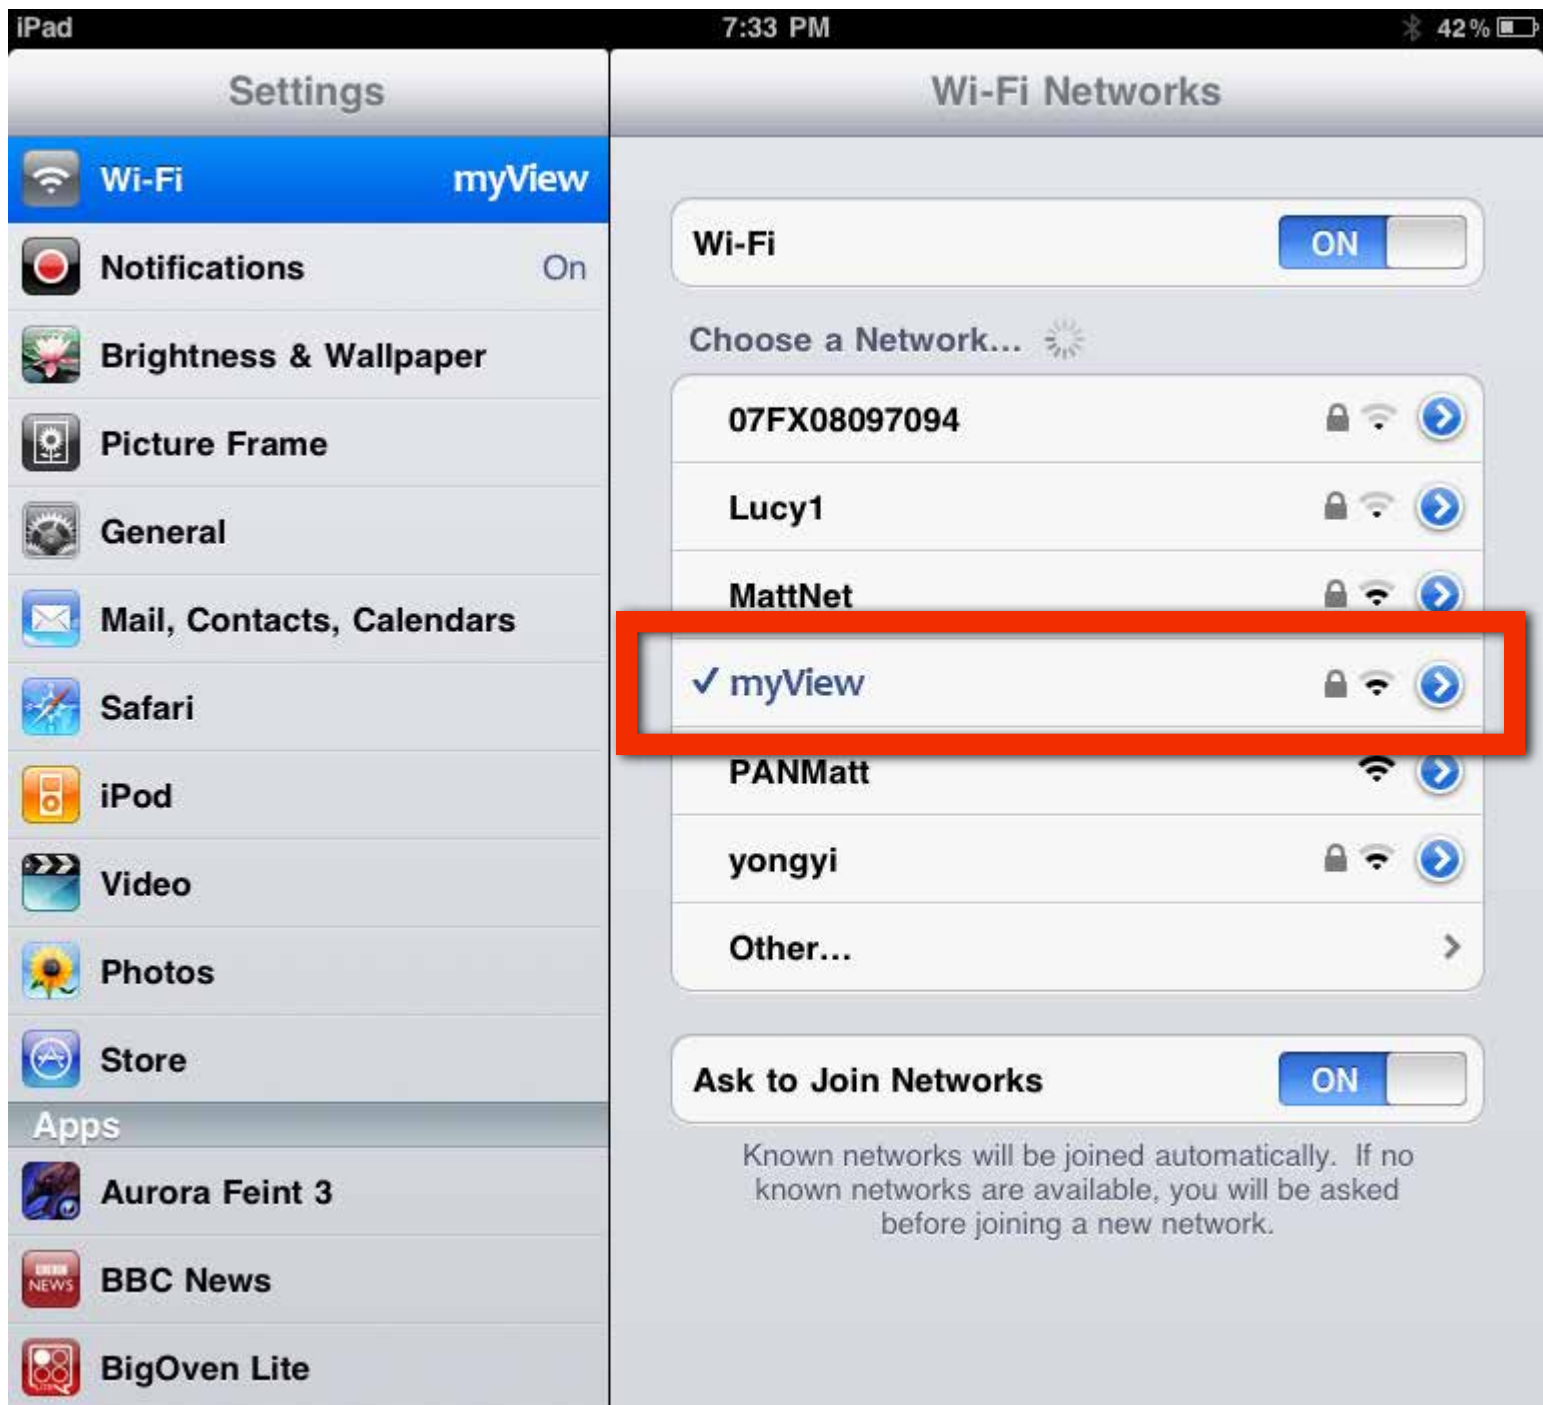 iPad 7:33 PM 42%
Settings
Wi-Fi myView
Notifications On
Brightness & Wallpaper
Picture Frame
General
Mail, Contacts, Calendars
Safari
iPod
Video
Photos
Store
Apps
Aurora Feint 3
NEWS
BBC News
BigOven Lite
Wi-Fi Networks
Wi-Fi ON
Choose a Network...
07FX08097094
Lucy1
MattNet
✓ myView
PANMatt
yongyi
Other...
Ask to Join Networks ON
Known networks will be joined automatically. If no
known networks are available, you will be asked
before joining a new network.